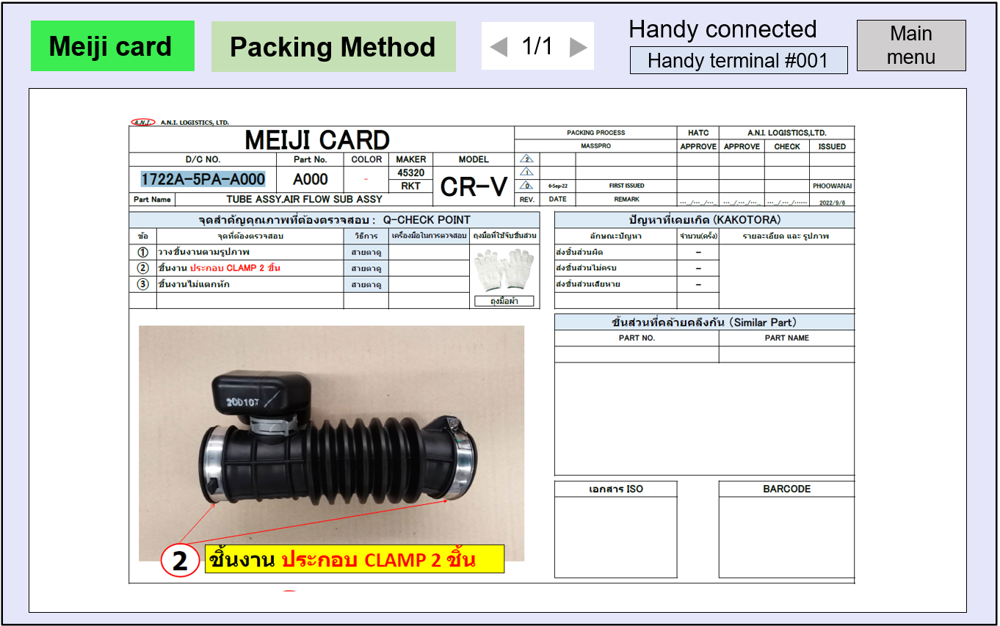 Meiji card
Packing Method
1/1
Handy connected
Handy terminal #001
Main menu
A.N.I. A.N.I. LOGISTICS, LTD.
MEIJI CARD
PACKING PROCESS
HATC
A.N.I. LOGISTICS,LTD.
MASSPRO
APPROVE APPROVE CHECK ISSUED
D/C NO. Part No. COLOR MAKER MODEL
1722A-5PA-A000 A000 - 45320 RKT CR-V
2
1
0 6-Sep-22 FIRST ISSUED PHOOWANAI
REV. DATE REMARK ..../..../.... ..../..../.... ..../..../...... 2022/9/6
Part Name TUBE ASSY,AIR FLOW SUB ASSY
จุดสำคัญคุณภาพที่ต้องตรวจสอบ : Q-CHECK POINT
ข้อ จุดที่ต้องตรวจสอบ วิธีการ เครื่องมือในการตวจสอบ ถุงมือที่ใช้จับชิ้นส่วน
1 วางชิ้นงานตามรูปภาพ สายตาดู
2 ชิ้นงาน ประกอบ CLAMP 2 ชิ้น สายตาดู
3 ชิ้นงานไม่แตกหัก สายตาดู
ถุงมือผ้า
ปัญหาที่เคยเกิด (KAKOTORA)
ลักษณะปัญหา จำนวน(ครั้ง) รายละเอียด และ รูปภาพ
ส่งชิ้นส่วนผิด –
ส่งชิ้นส่วนไม่ครบ –
ส่งชิ้นส่วนเสียหาย –
ชิ้นส่วนที่คล้ายคลึงกัน (Similar Part)
PART NO. PART NAME
20D10T
2 ชิ้นงาน ประกอบ CLAMP 2 ชิ้น
เอกสาร ISO
BARCODE